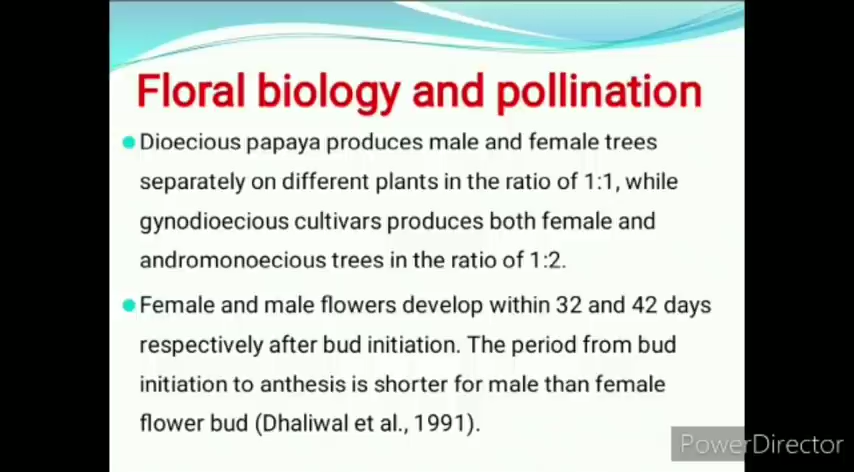 Floral biology and pollination
Dioecious papaya produces male and female trees
separately on different plants in the ratio of 1:1, while
gynodioecious cultivars produces both female and
andromonoecious trees in the ratio of 1:2.
Female and male flowers develop within 32 and 42 days
respectively after bud initiation. The period from bud
initiation to anthesis is shorter for male than female
flower bud (Dhaliwal et al., 1991).
PowerDirector